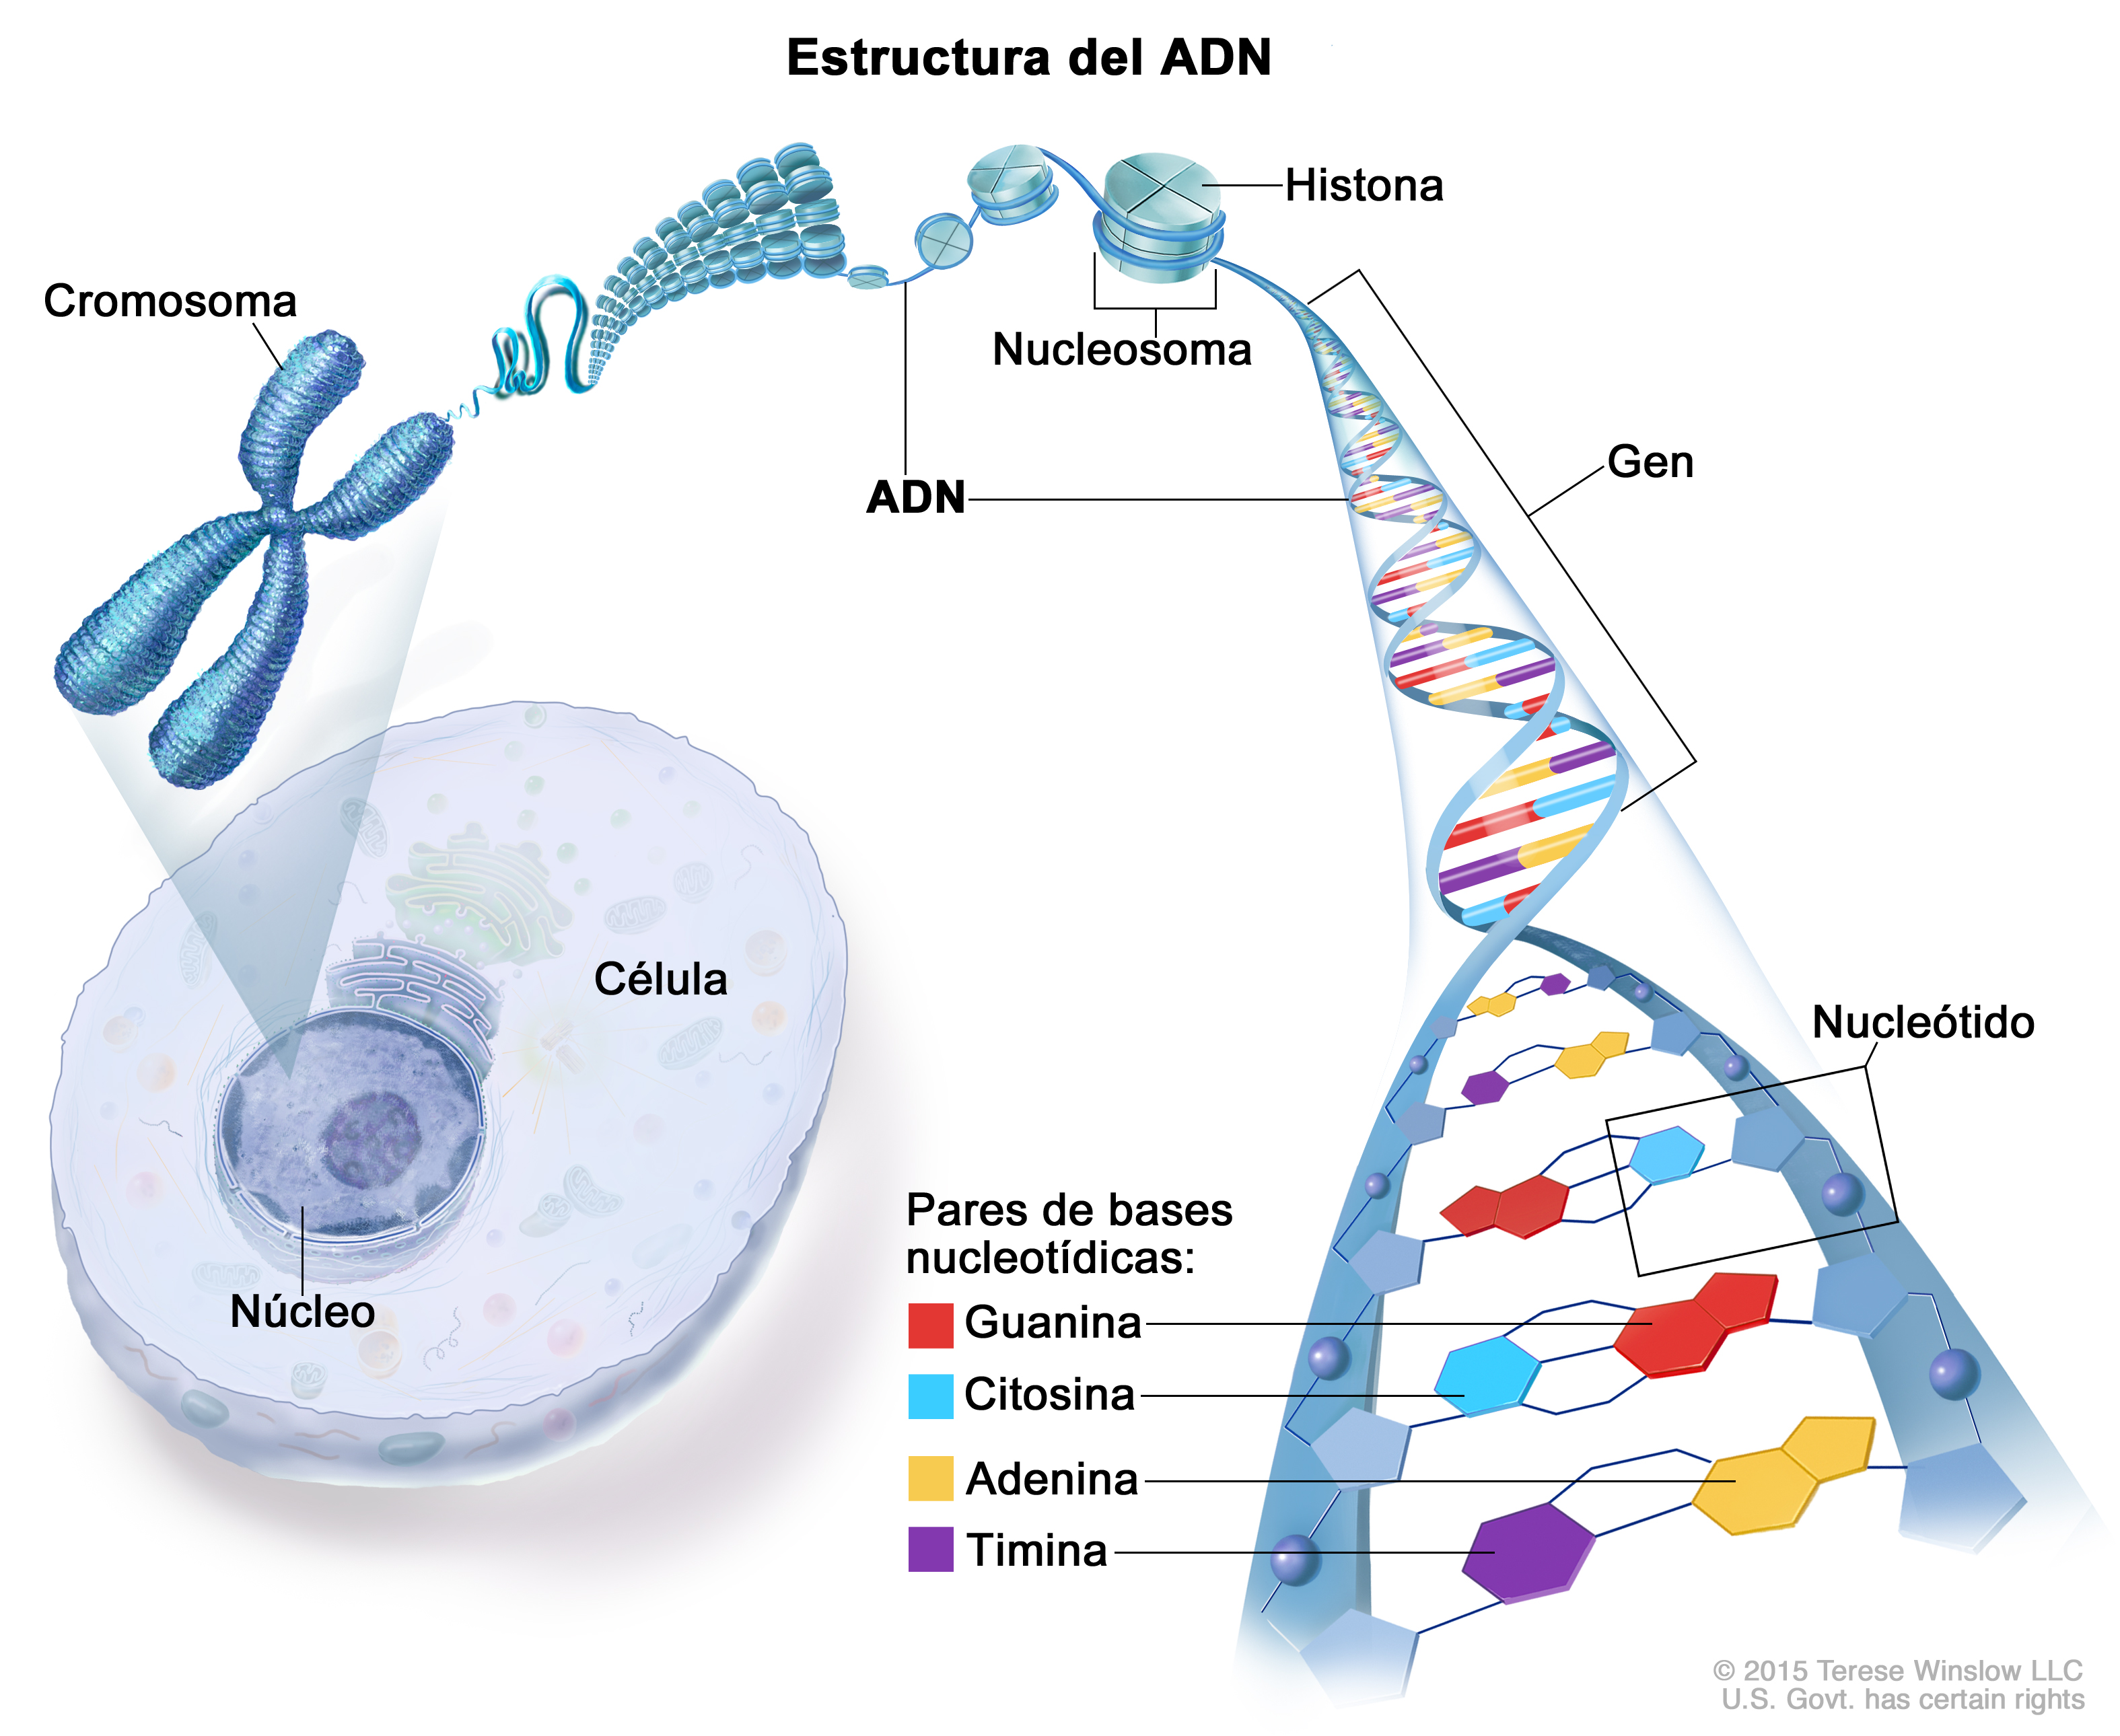 Estructura del ADN
Histona
Cromosoma
Nucleosoma
Gen
ADN
Célula
Nucleótido
Núcleo
Pares de bases
nucleotídicas:
Guanina
Citosina
Adenina
Timina
© 2015 Terese Winslow LLC
U.S. Govt. has certain rights